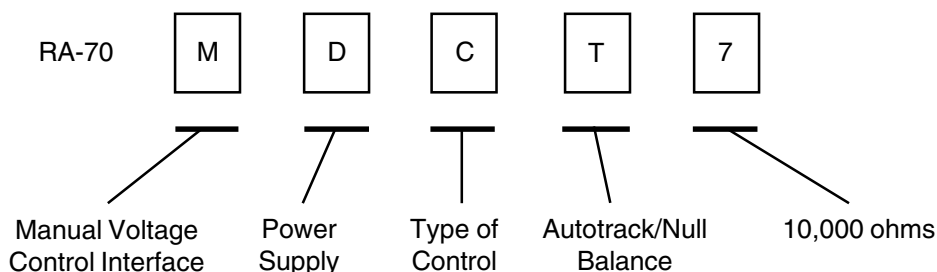 RA-70 M D C T 7
Manual Voltage Power Type of Autotrack/Null 10,000 ohms
Control Interface Supply Control Balance